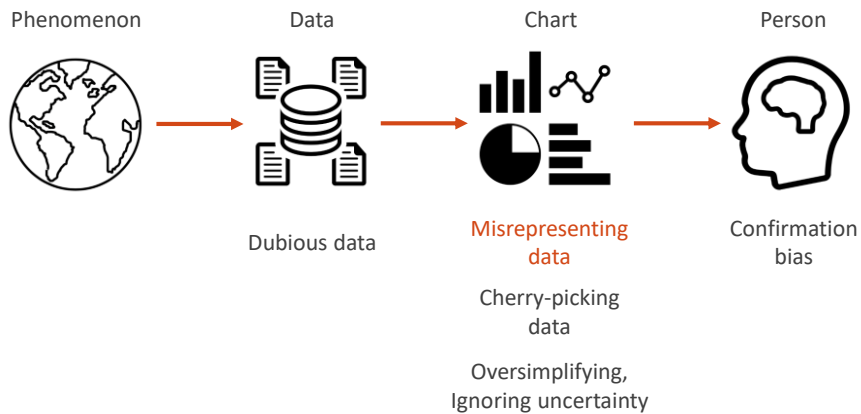 Phenomenon
Data
Chart
Person
Dubious data
Misrepresenting
data
Cherry-picking
data
Oversimplifying,
Ignoring uncertainty
Confirmation
bias